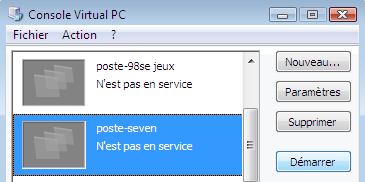 Console Virtual PC
Fichier Action ?
poste-98se jeux
N'est pas en service
poste-seven
N'est pas en service
Nouveau...
Paramètres
Supprimer
Démarrer